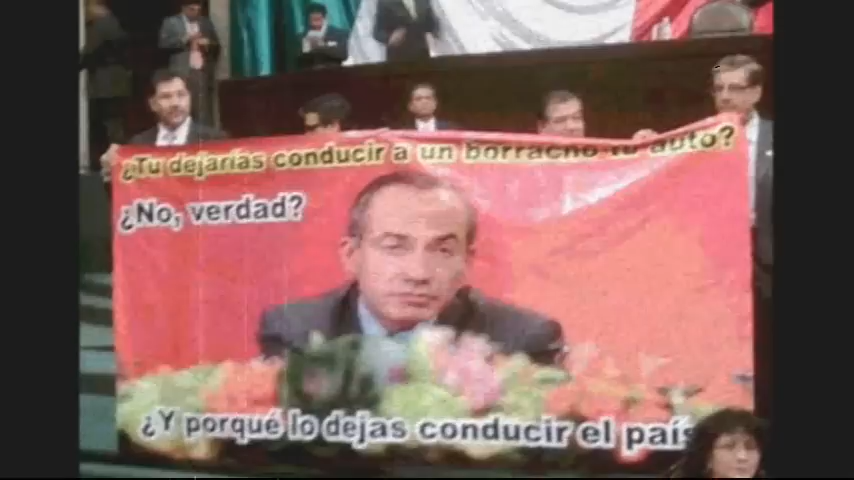 ¿Tu dejarías conducir a un borracho tu auto?
¿No, verdad?
¿Y porqué lo dejas conducir el país